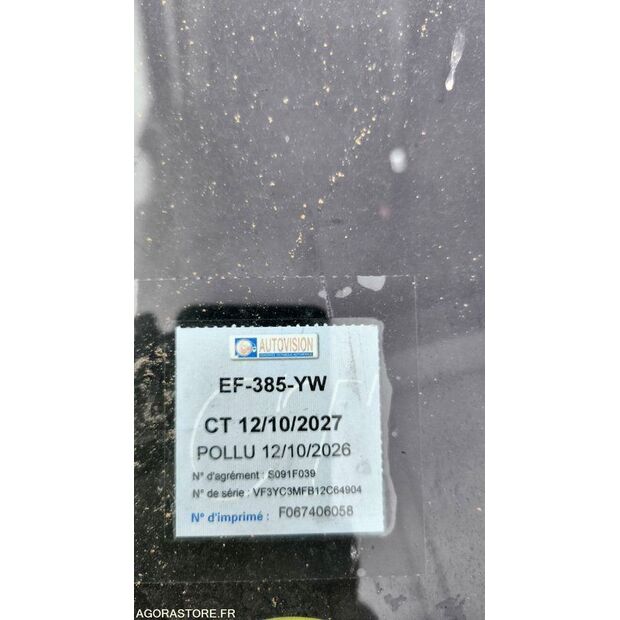 AUTOVISION
EF-385-YW
CT 12/10/2027
POLLU 12/10/2026
N° d'agrément : S091F039
N° de série : VF3YC3MFB12C64904
N° d'imprimé : F067406058
AGORASTORE.FR